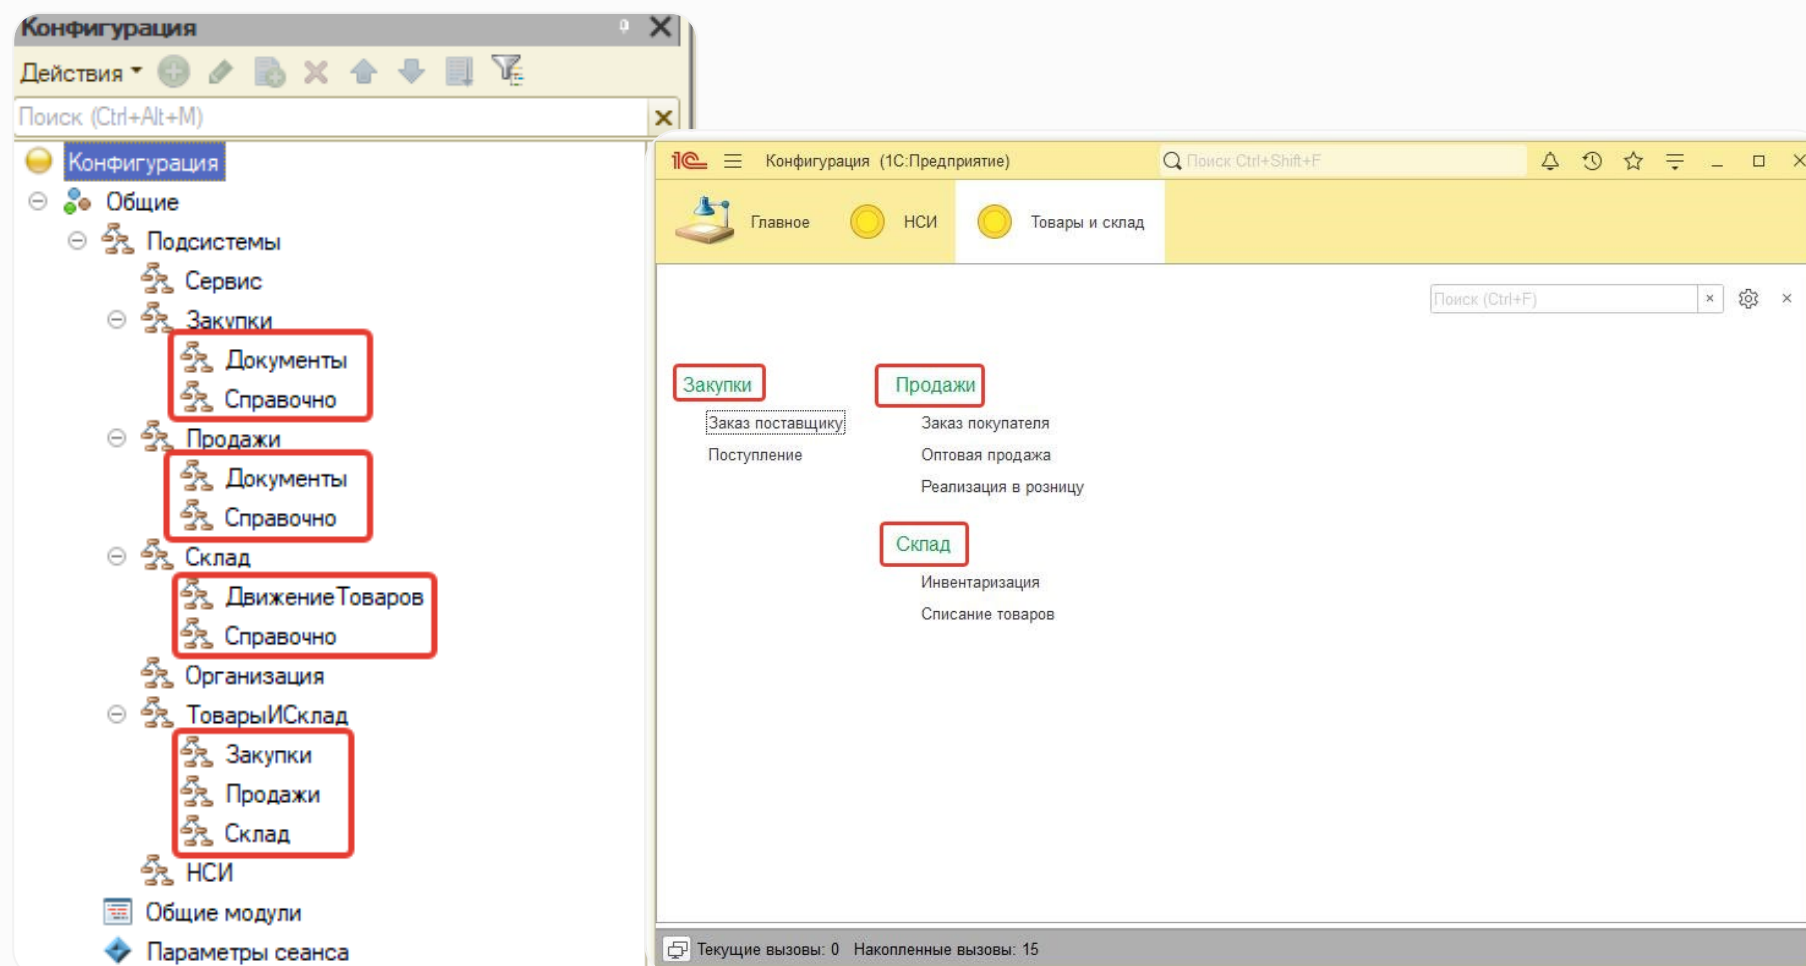 Конфигурация
Действия
Поиск (Ctrl+Alt+M)
Конфигурация
Общие
Подсистемы
Сервис
Закупки
Документы
Справочно
Продажи
Документы
Справочно
Склад
ДвижениеТоваров
Справочно
Организация
ТоварыИСклад
Закупки
Продажи
Склад
НСИ
Общие модули
Параметры сеанса
1С Конфигурация (1С:Предприятие)
Поиск Ctrl+Shift+F
Главное
НСИ
Товары и склад
Поиск (Ctrl+F)
Закупки
Заказ поставщику
Поступление
Продажи
Заказ покупателя
Оптовая продажа
Реализация в розницу
Склад
Инвентаризация
Списание товаров
Текущие вызовы: 0 Накопленные вызовы: 15